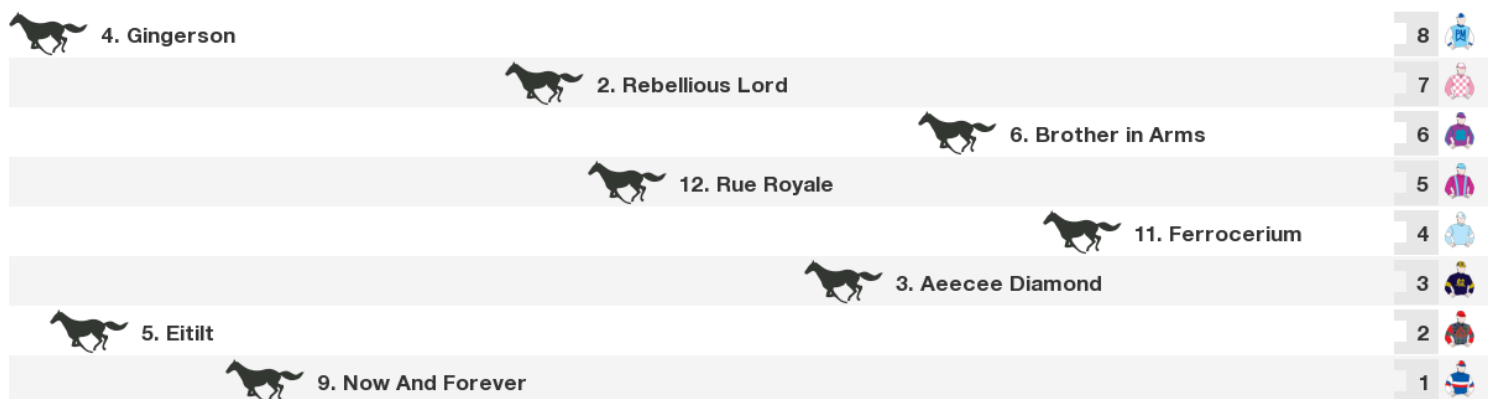 4. Gingerson 8
2. Rebellious Lord 7
6. Brother in Arms 6
12. Rue Royale 5
11. Ferrocerium 4
3. Aeecee Diamond 3
5. Eitilt 2
9. Now And Forever 1